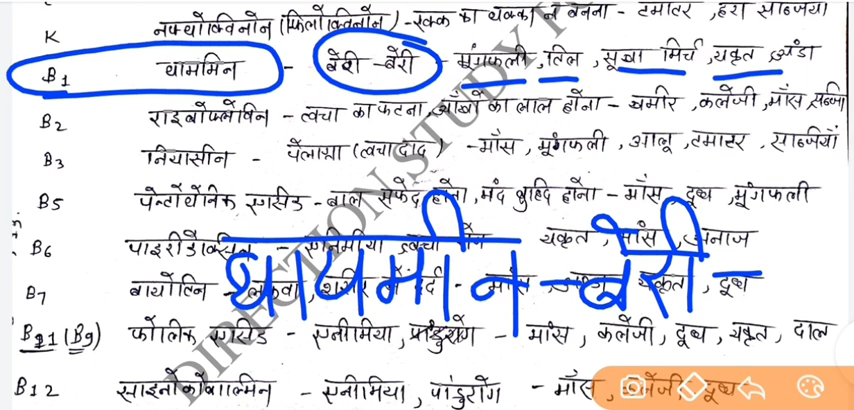 K नफ्थोक्विनोन (फिलोक्विनोन) - रक्त का थक्का न बनना - टमाटर, हरी सब्जियाँ
B1 थायमिन - बेरी-बेरी - मूंगफली, तिल, सूखा मिर्च, यकृत, अंडा
B2 राइबोफ्लेविन - त्वचा का फटना, आँखों का लाल होना - खमीर, कलेजी, माँस, सब्जी
B3 नियासीन - पेलाग्रा (त्वचा दाद) - माँस, मूंगफली, आलू, टमाटर, सब्जियाँ
B5 पेन्टोथेनिक एसिड - बाल सफेद होना, मंद बुद्धि होना - माँस, दूध, मूंगफली
B6 पाइरीडॉक्सिन - एनीमिया, त्वचा रोग यकृत, माँस, अनाज
थायमीन - बेरी
B7 बायोटिन - लकवा, शरीर में दर्द - माँस, यकृत, दूध
B11 (B9) फोलिक एसिड - एनीमिया, पांडुरोग - माँस, कलेजी, दूध, यकृत, दाल
B12 साइनोकोबालमिन - एनीमिया, पांडुरोग - माँस, कलेजी, दूध
DIRECTION STUDY